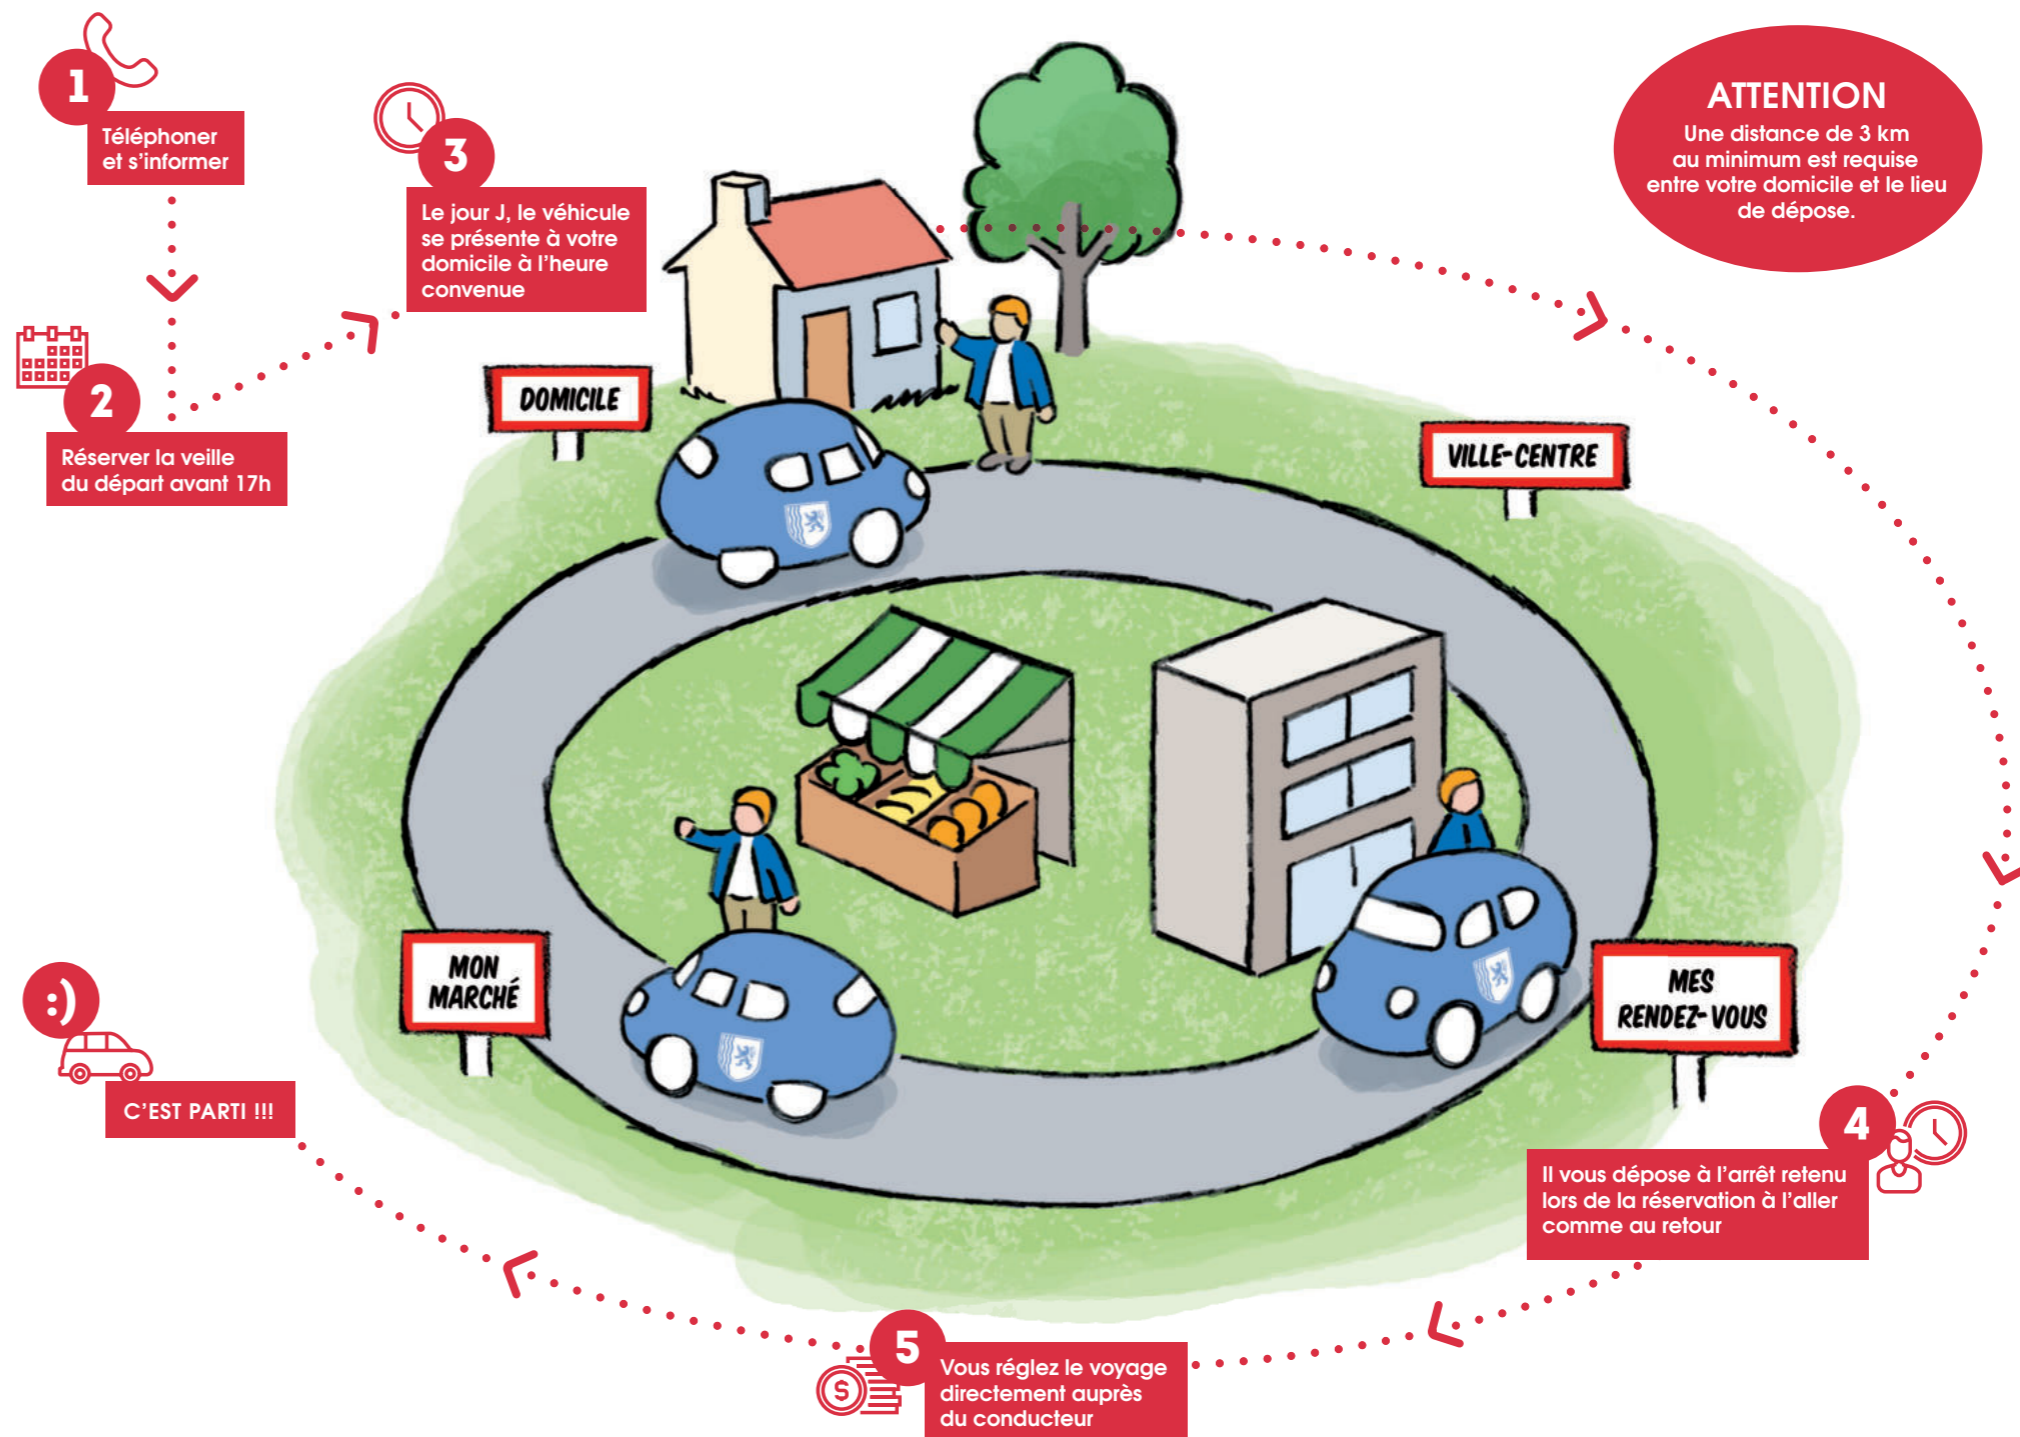 1
Téléphoner
et s'informer
2
Réserver la veille
du départ avant 17h
3
Le jour J, le véhicule
se présente à votre
domicile à l'heure
convenue
ATTENTION
Une distance de 3 km
au minimum est requise
entre votre domicile et le lieu
de dépose.
DOMICILE
VILLE-CENTRE
MON
MARCHÉ
MES
RENDEZ-VOUS
4
Il vous dépose à l'arrêt retenu
lors de la réservation à l'aller
comme au retour
5
S
Vous réglez le voyage
directement auprès
du conducteur
:)
C'EST PARTI !!!